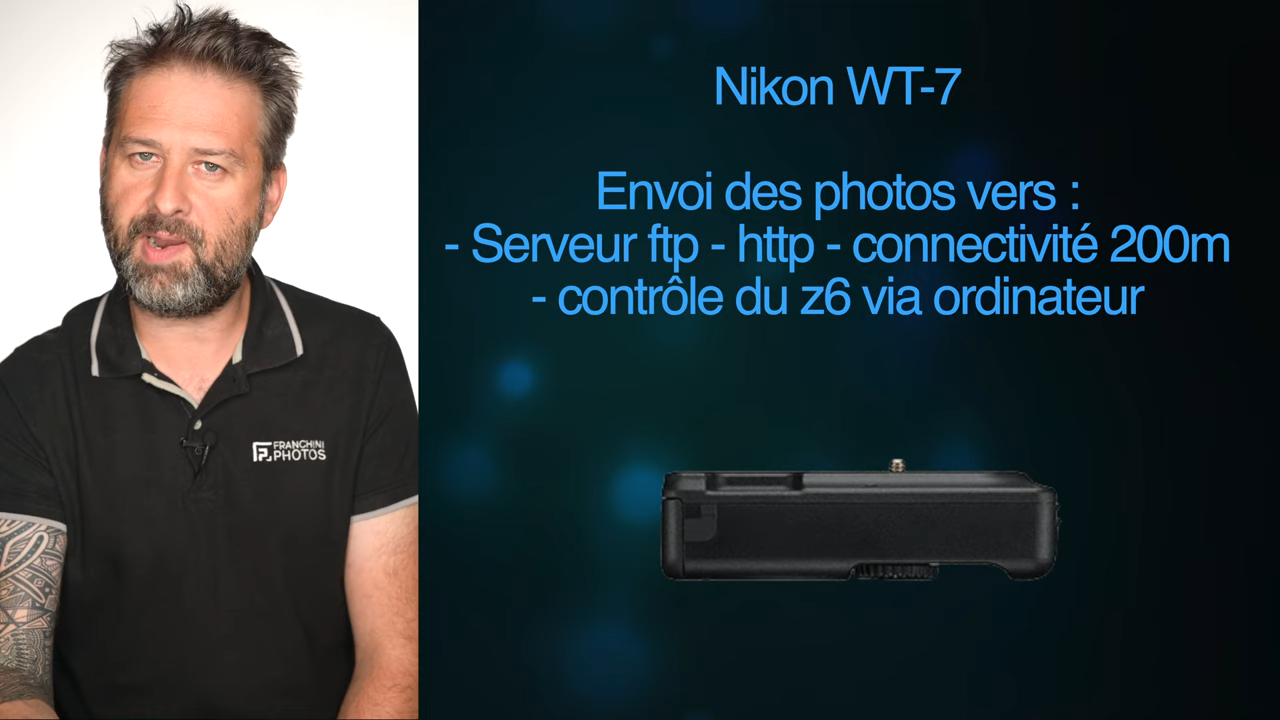 Nikon WT-7
Envoi des photos vers :
- Serveur ftp - http - connectivité 200m
- contrôle du z6 via ordinateur
FRANCHINI
PHOTOS